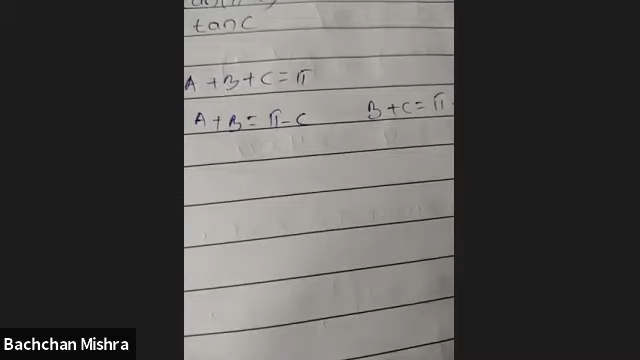 tanC
A + B + C = π
A + B = π - C B + C = π -
Bachchan Mishra